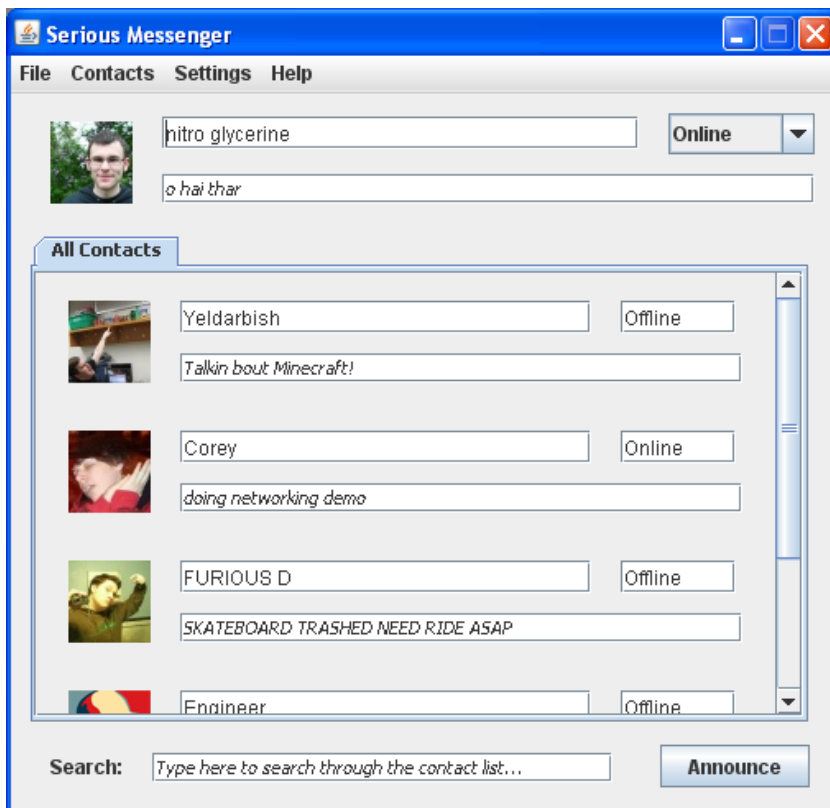 Serious Messenger
File Contacts Settings Help
nitro glycerine Online
o hai thar
All Contacts
Yeldarbish Offline
Talkin bout Minecraft!
Corey Online
doing networking demo
FURIOUS D Offline
SKATEBOARD TRASHED NEED RIDE ASAP
Engineer Offline
Search: Type here to search through the contact list... Announce